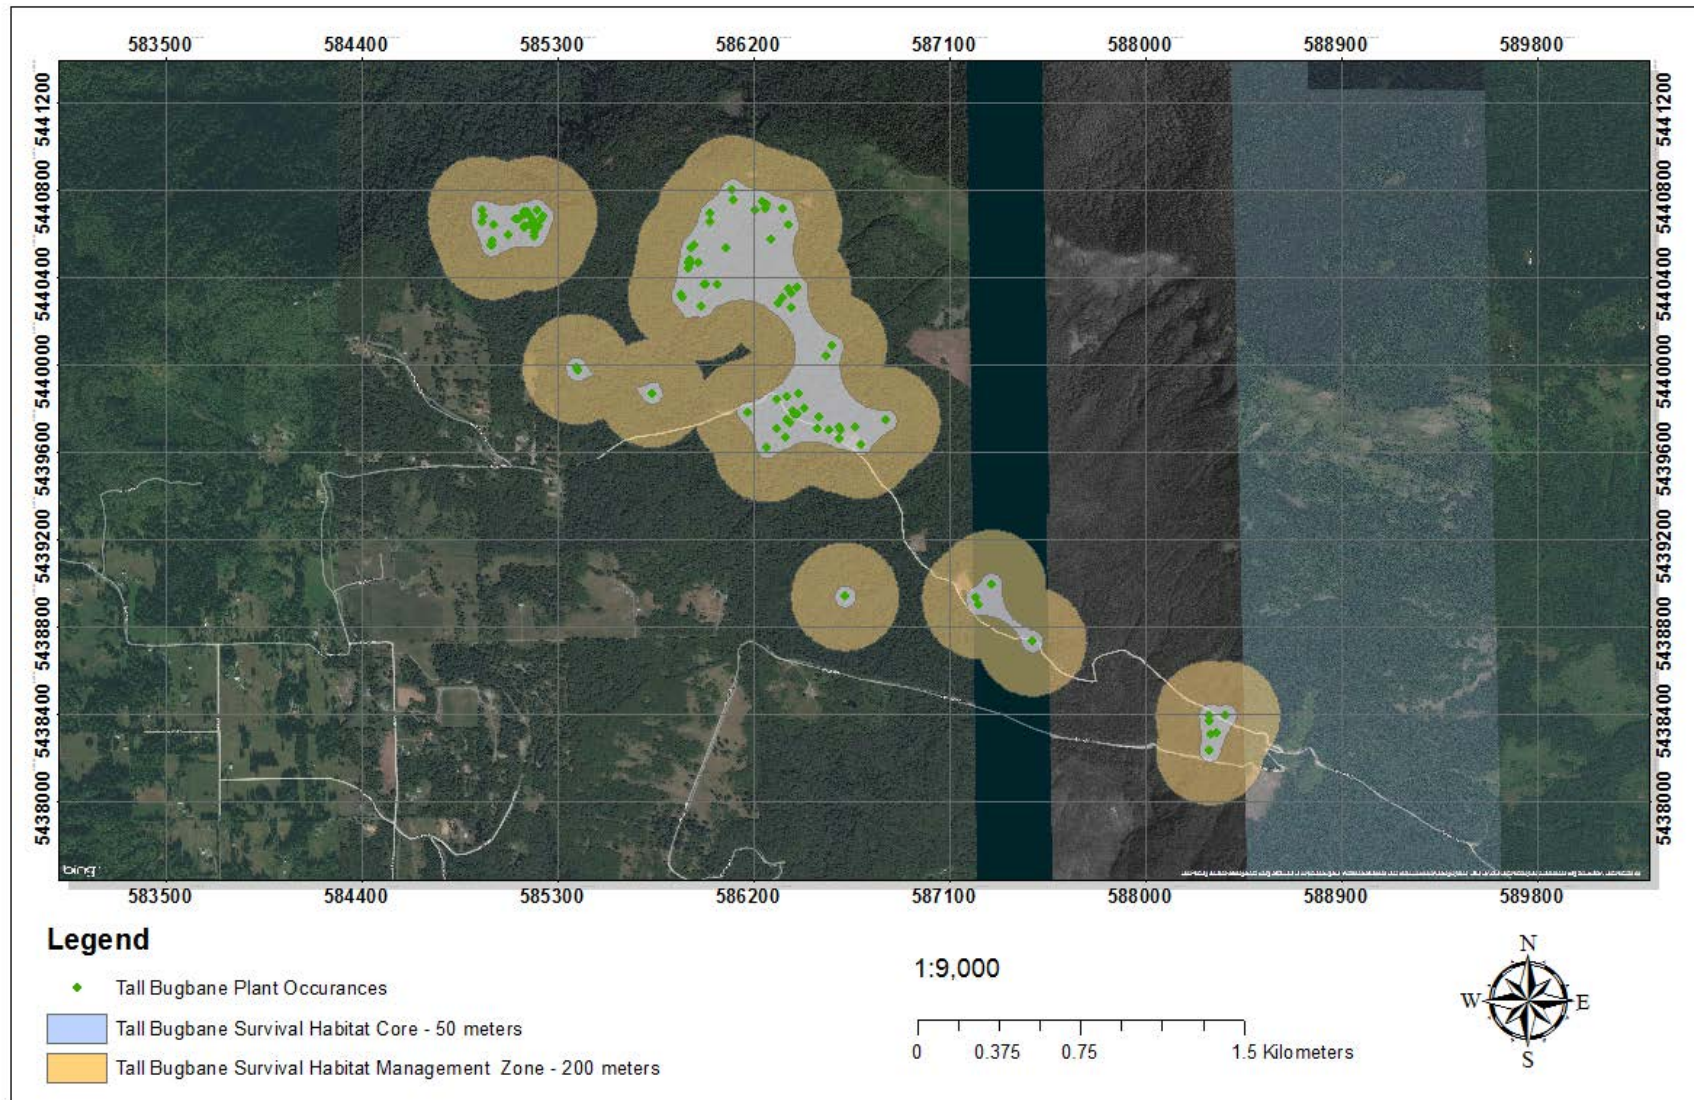 583500 584400 585300 586200 587100 588000 588900 589800
5441200 5441200
5440800 5440800
5440400 5440400
5440000 5440000
5439600 5439600
5439200 5439200
5438800 5438800
5438400 5438400
5438000 5438000
bing
583500 584400 585300 586200 587100 588000 588900 589800
Legend
Tall Bugbane Plant Occurances
Tall Bugbane Survival Habitat Core - 50 meters
Tall Bugbane Survival Habitat Management Zone - 200 meters
1:9,000
0 0.375 0.75 1.5 Kilometers
N
W E
S